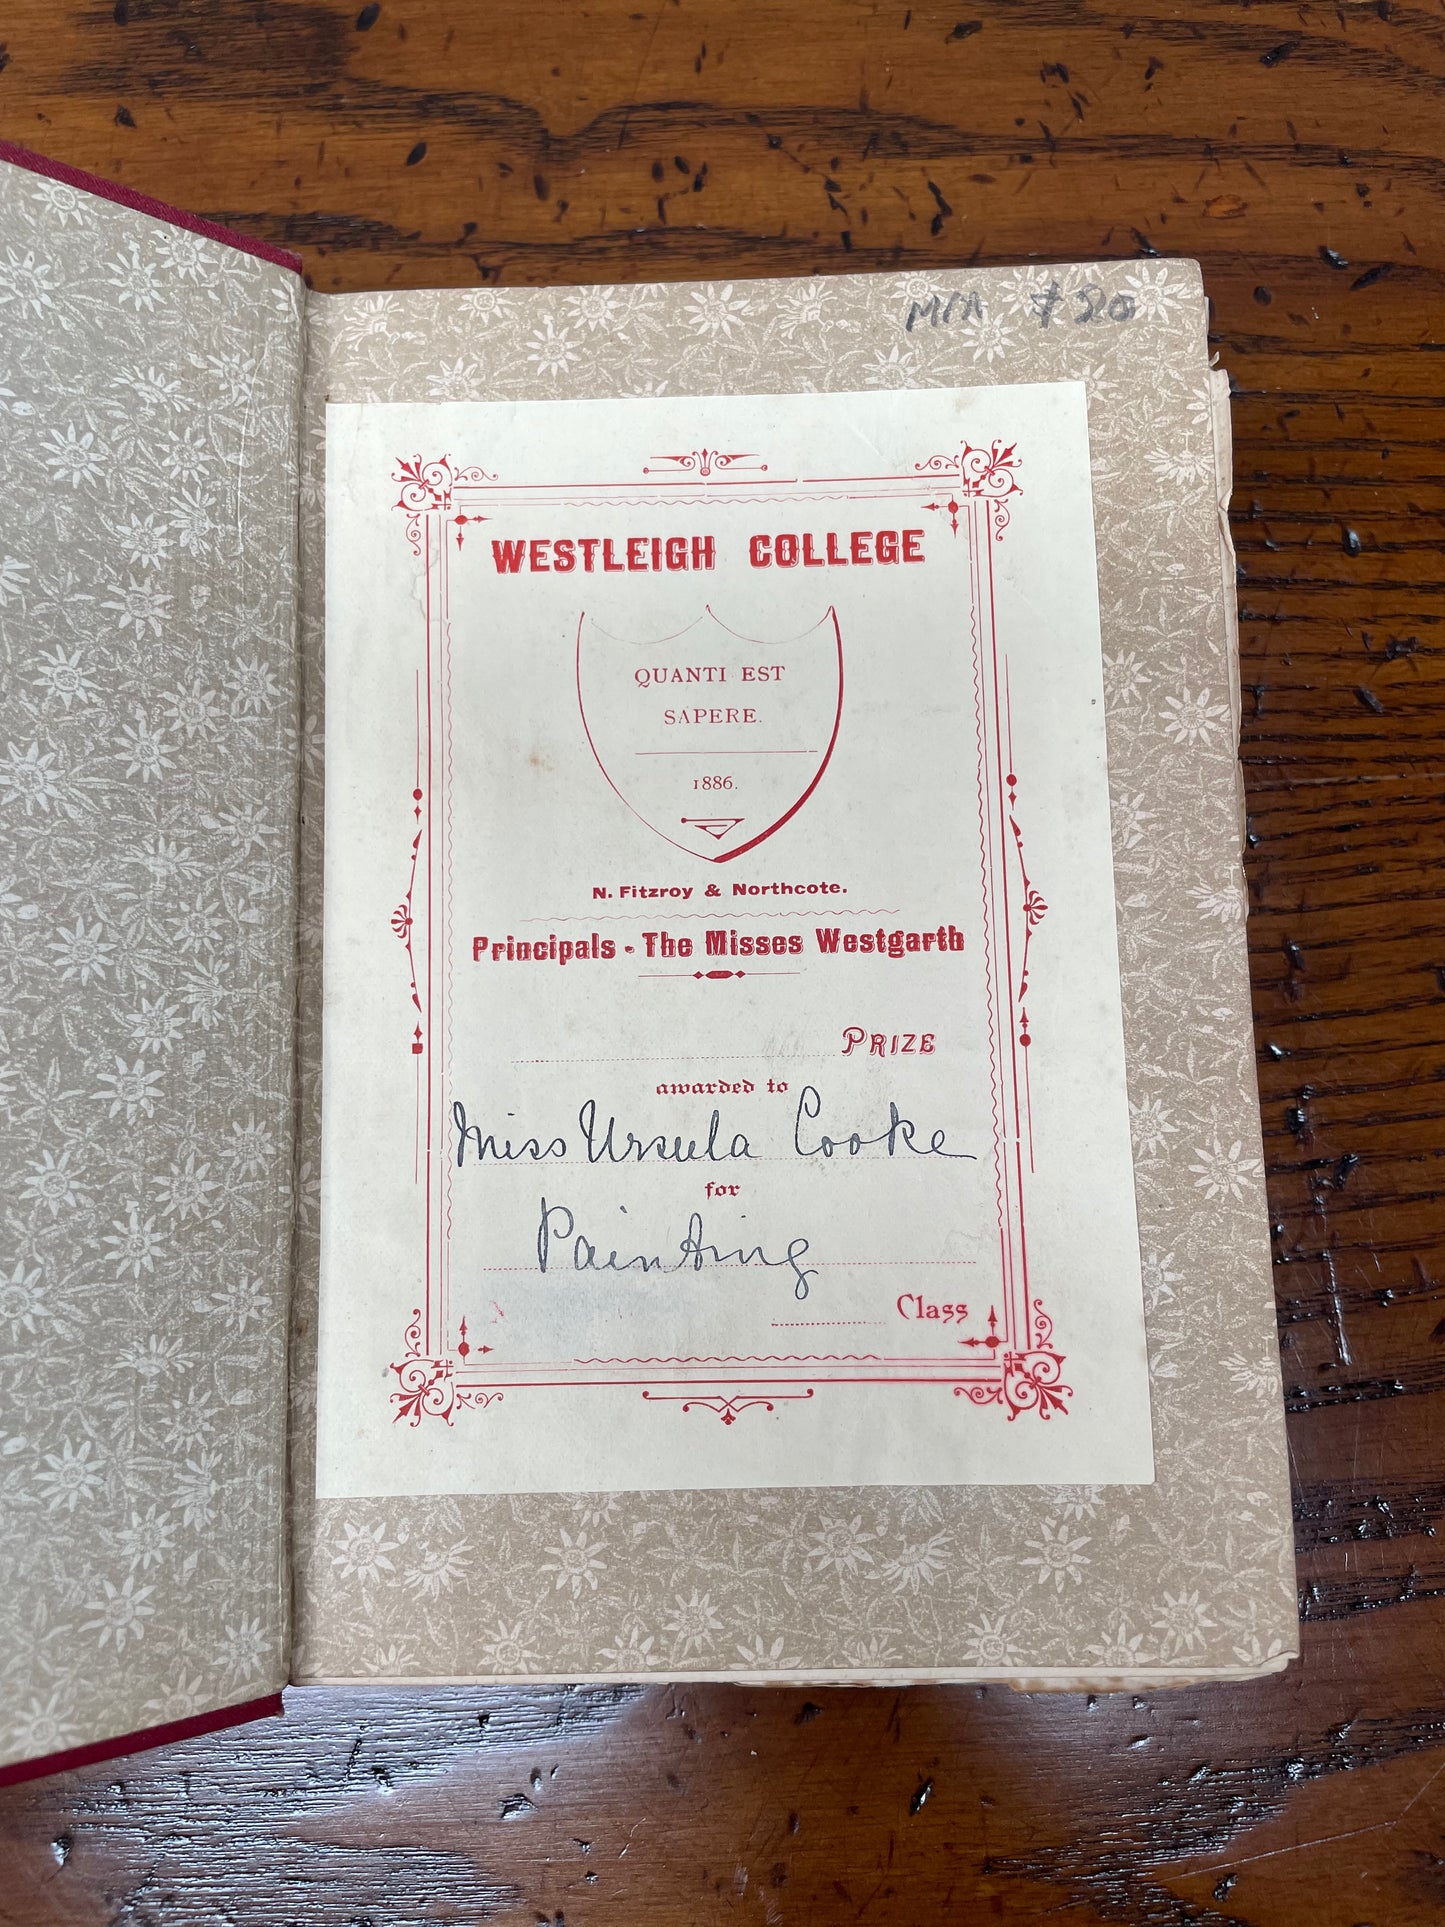 M/A $20
WESTLEIGH COLLEGE
QUANTI EST
SAPERE.
1886.
N. Fitzroy & Northcote.
Principals - The Misses Westgarth
PRIZE
awarded to
Miss Ursula Cooke
for
Painting
Class